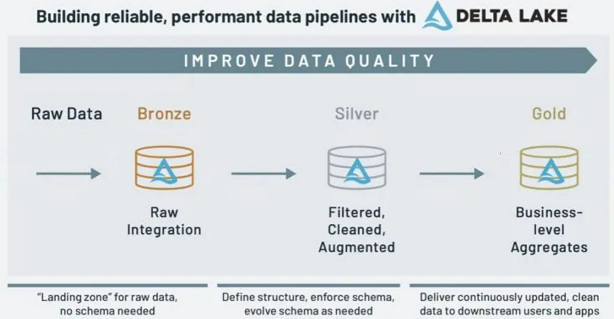 Building reliable, performant data pipelines with DELTA LAKE
IMPROVE DATA QUALITY
Raw Data
Bronze
Silver
Gold
Raw
Integration
Filtered,
Cleaned,
Augmented
Business-
level
Aggregates
"Landing zone" for raw data,
no schema needed
Define structure, enforce schema,
evolve schema as needed
Deliver continuously updated, clean
data to downstream users and apps